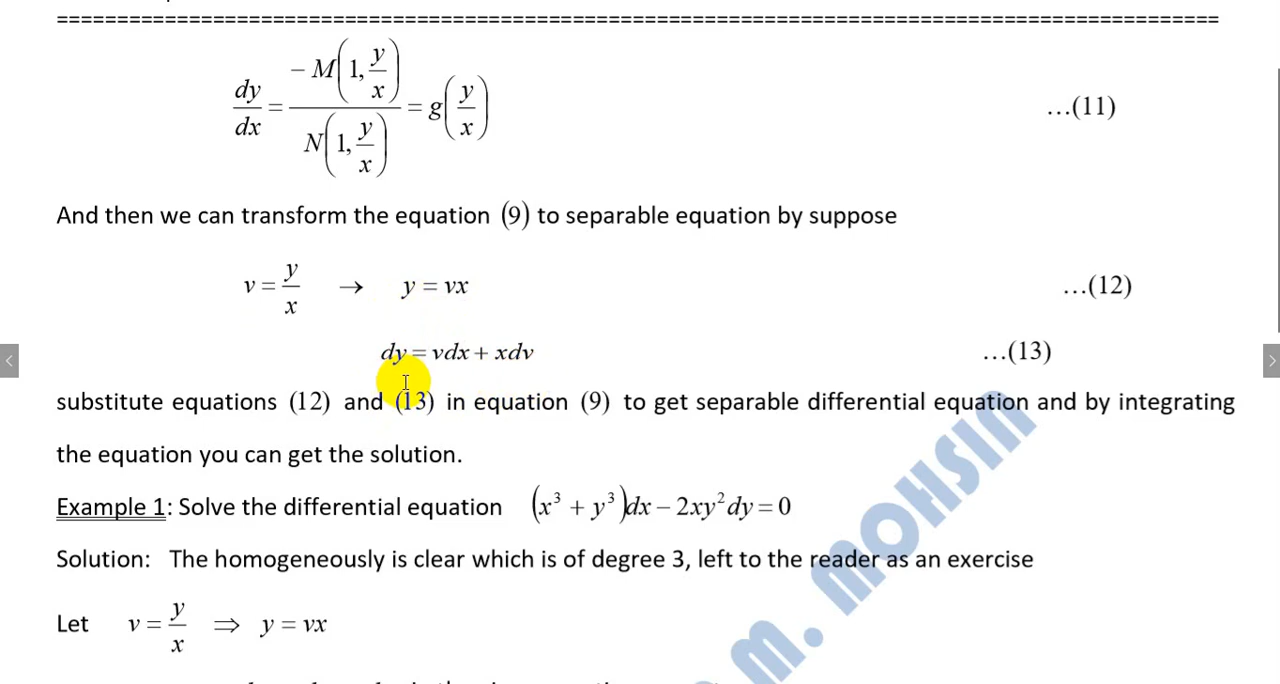 ================================================================
dy/dx = -M(1, y/x) / N(1, y/x) = g(y/x) ...(11)
And then we can transform the equation (9) to separable equation by suppose
v = y/x → y = vx ...(12)
dy = vdx + xdv ...(13)
substitute equations (12) and (13) in equation (9) to get separable differential equation and by integrating
the equation you can get the solution.
Example 1: Solve the differential equation (x³ + y³)dx − 2xy²dy = 0
Solution: The homogeneously is clear which is of degree 3, left to the reader as an exercise
Let v = y/x ⇒ y = vx
M. MOHSIN